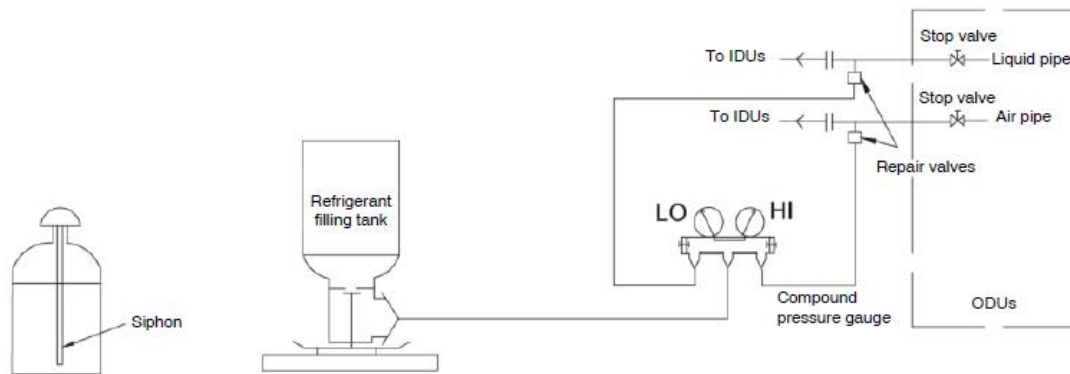 Stop valve
To IDUs
Liquid pipe
Stop valve
To IDUs
Air pipe
Repair valves
Refrigerant
filling tank
LO
HI
Siphon
Compound
pressure gauge
ODUs